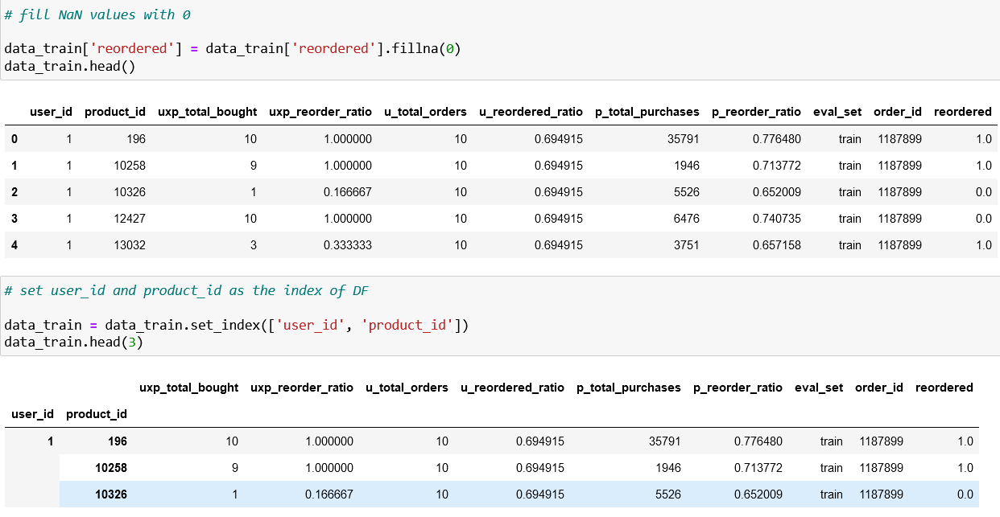 # fill NaN values with 0
data_train['reordered'] = data_train['reordered'].fillna(0)
data_train.head()
user_id product_id uxp_total_bought uxp_reorder_ratio u_total_orders u_reordered_ratio p_total_purchases p_reorder_ratio eval_set order_id reordered
0 1 196 10 1.000000 10 0.694915 35791 0.776480 train 1187899 1.0
1 1 10258 9 1.000000 10 0.694915 1946 0.713772 train 1187899 1.0
2 1 10326 1 0.166667 10 0.694915 5526 0.652009 train 1187899 0.0
3 1 12427 10 1.000000 10 0.694915 6476 0.740735 train 1187899 0.0
4 1 13032 3 0.333333 10 0.694915 3751 0.657158 train 1187899 1.0
# set user_id and product_id as the index of DF
data_train = data_train.set_index(['user_id', 'product_id'])
data_train.head(3)
uxp_total_bought uxp_reorder_ratio u_total_orders u_reordered_ratio p_total_purchases p_reorder_ratio eval_set order_id reordered
user_id product_id
1 196 10 1.000000 10 0.694915 35791 0.776480 train 1187899 1.0
10258 9 1.000000 10 0.694915 1946 0.713772 train 1187899 1.0
10326 1 0.166667 10 0.694915 5526 0.652009 train 1187899 0.0